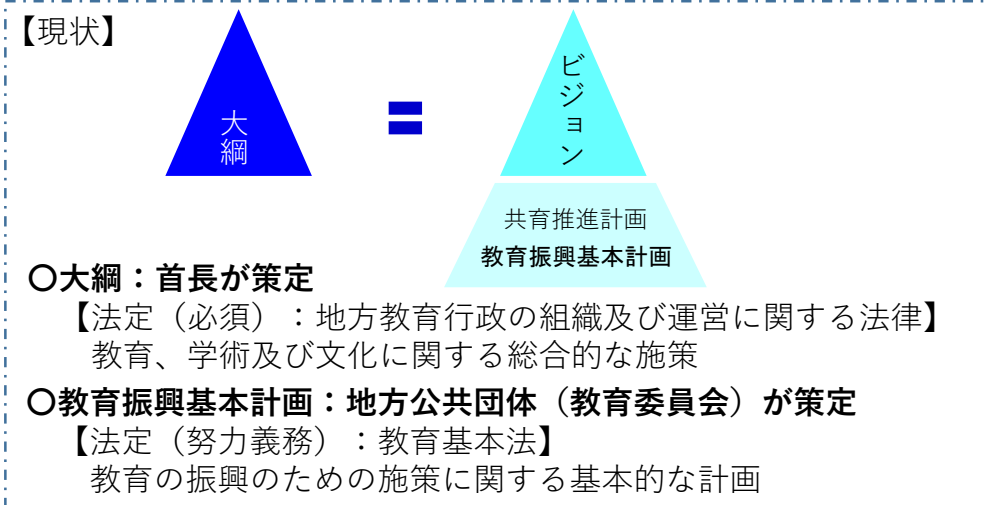 【現状】
大綱
=
ビジョン
共育推進計画
教育振興基本計画
〇大綱：首長が策定
【法定（必須）：地方教育行政の組織及び運営に関する法律】
教育、学術及び文化に関する総合的な施策
〇教育振興基本計画：地方公共団体（教育委員会）が策定
【法定（努力義務）：教育基本法】
教育の振興のための施策に関する基本的な計画